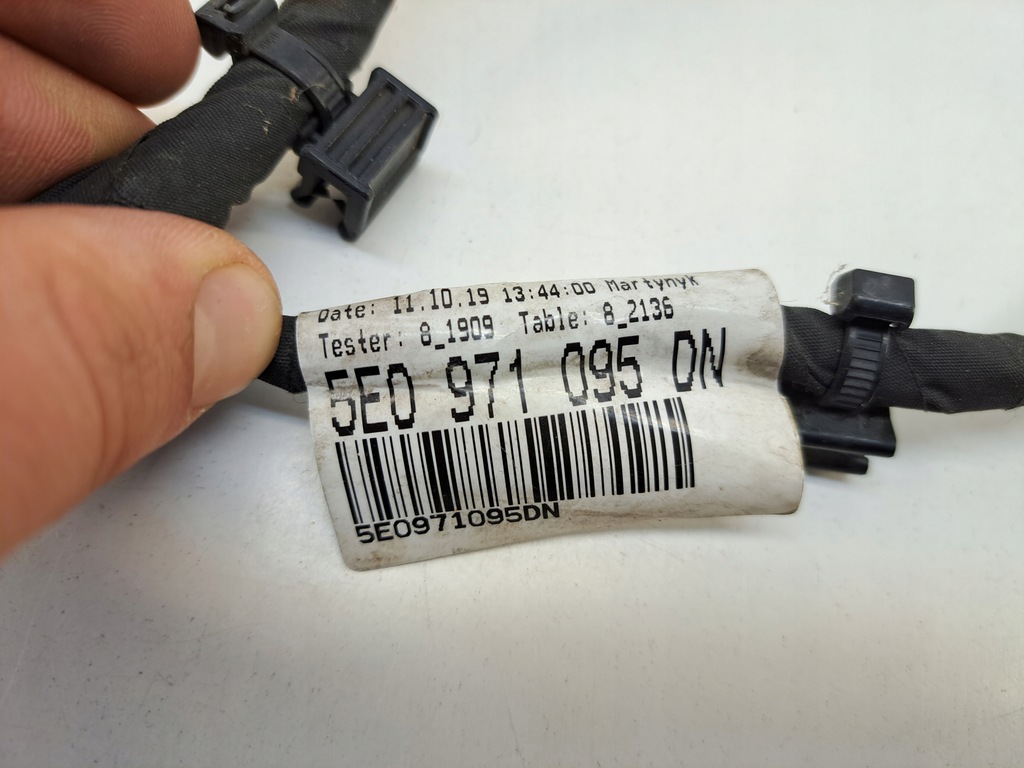 Date: 11.10.19 13:44:00 Martynyk
Tester: 8_1909 Table: 8_2136
5E0 971 095 DN
5E0971095DN